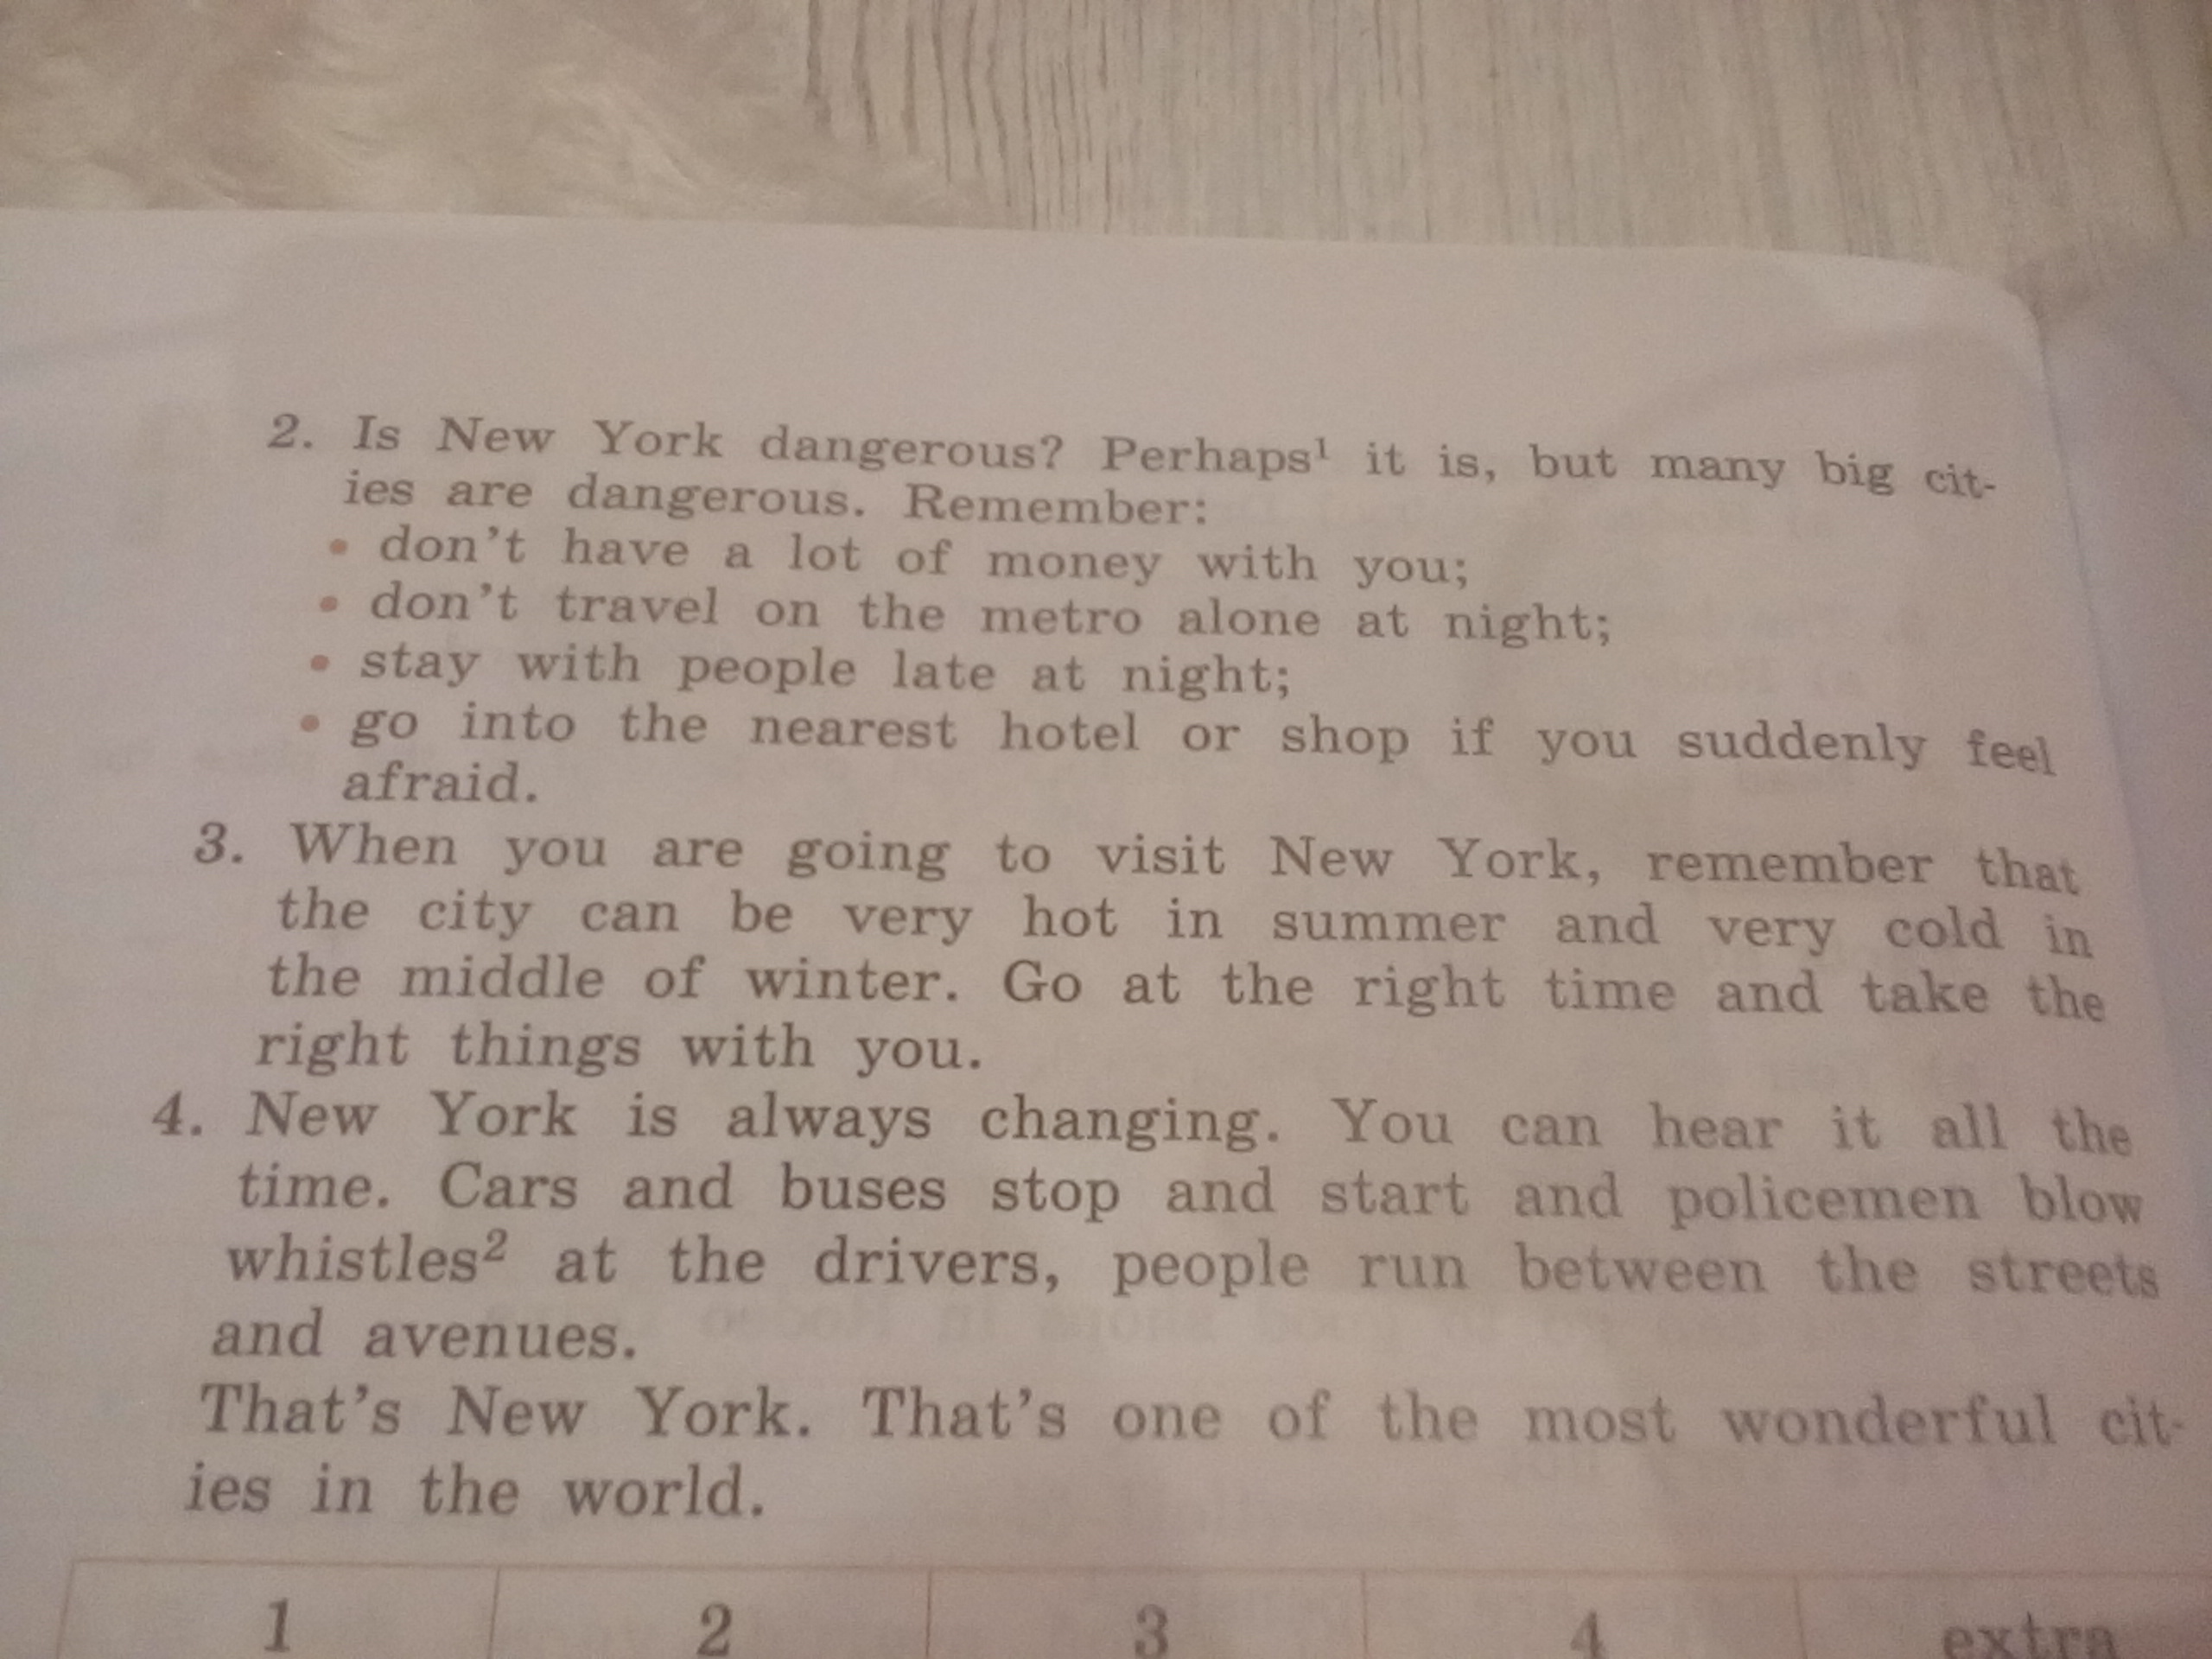 2. Is New York dangerous? Perhaps¹ it is, but many big cit-
ies are dangerous. Remember:
• don't have a lot of money with you;
• don't travel on the metro alone at night;
• stay with people late at night;
• go into the nearest hotel or shop if you suddenly feel
afraid.
3. When you are going to visit New York, remember that
the city can be very hot in summer and very cold in
the middle of winter. Go at the right time and take the
right things with you.
4. New York is always changing. You can hear it all the
time. Cars and buses stop and start and policemen blow
whistles² at the drivers, people run between the streets
and avenues.
That's New York. That's one of the most wonderful cit-
ies in the world.
1 2 3 4 extra